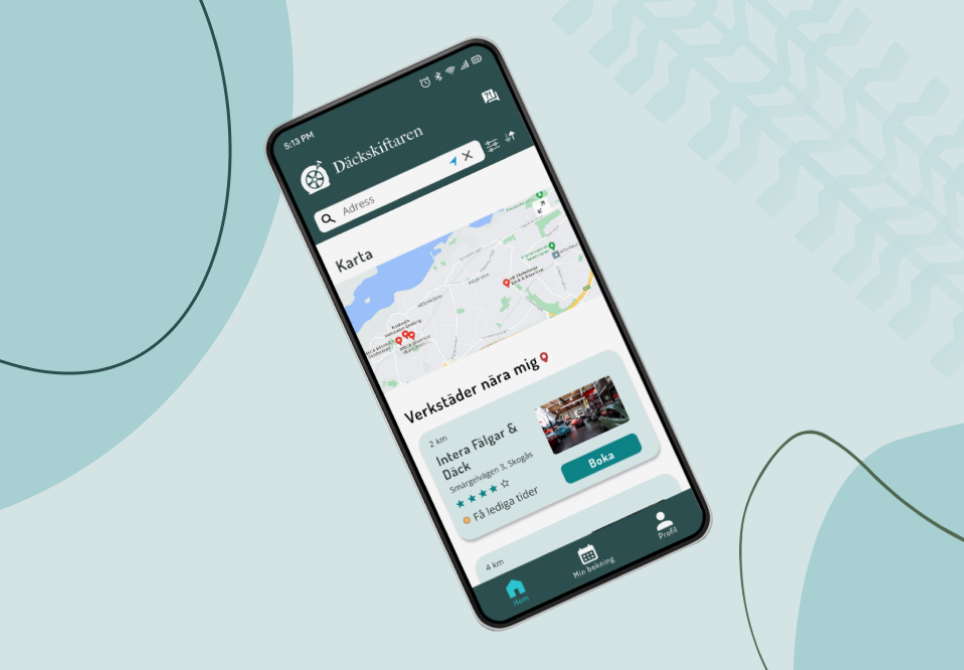 5:13 PM
Däckskiftaren
Adress
Karta
Verkstäder nära mig
2 km
Intera Fälgar &
Däck
Smärgelvägen 3, Skogås
Få lediga tider
Boka
4 km
Hem
Min bokning
Profil